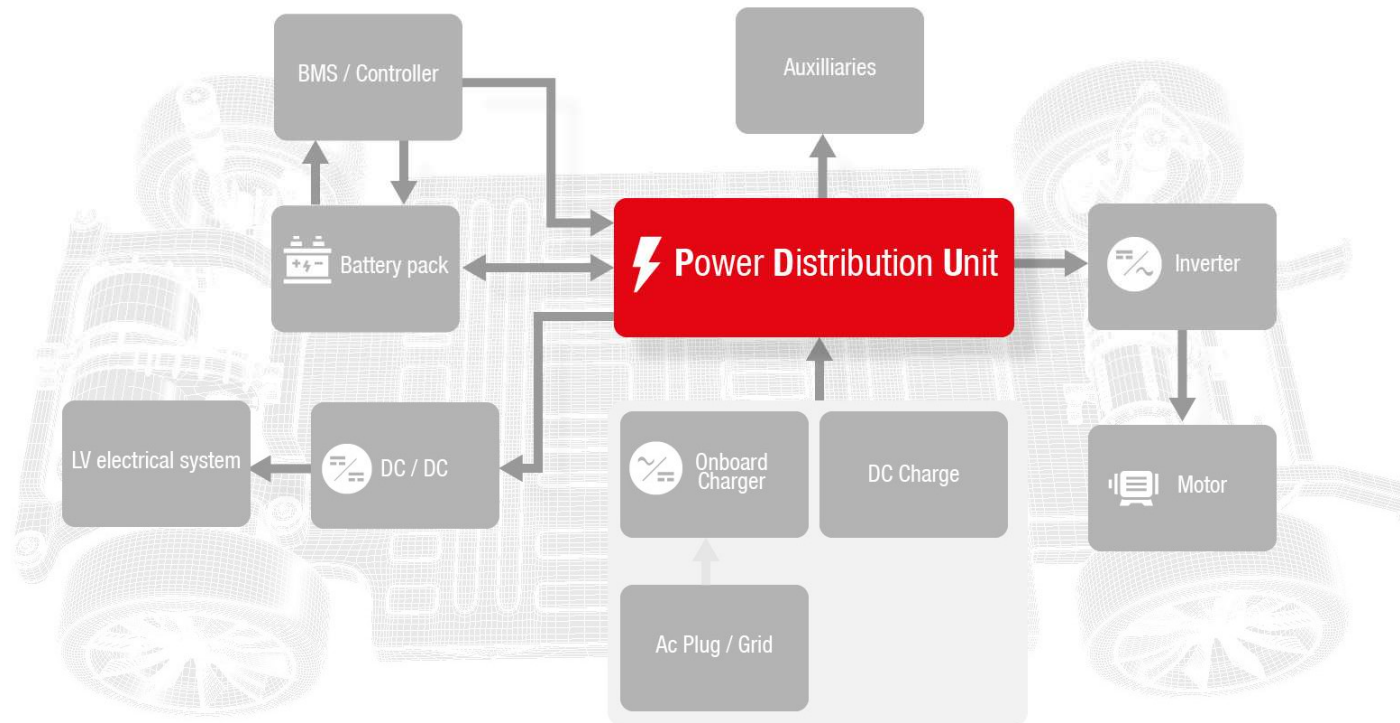 BMS / Controller
Auxilliaries
Battery pack
Power Distribution Unit
Inverter
LV electrical system
DC / DC
Onboard
Charger
DC Charge
Motor
Ac Plug / Grid